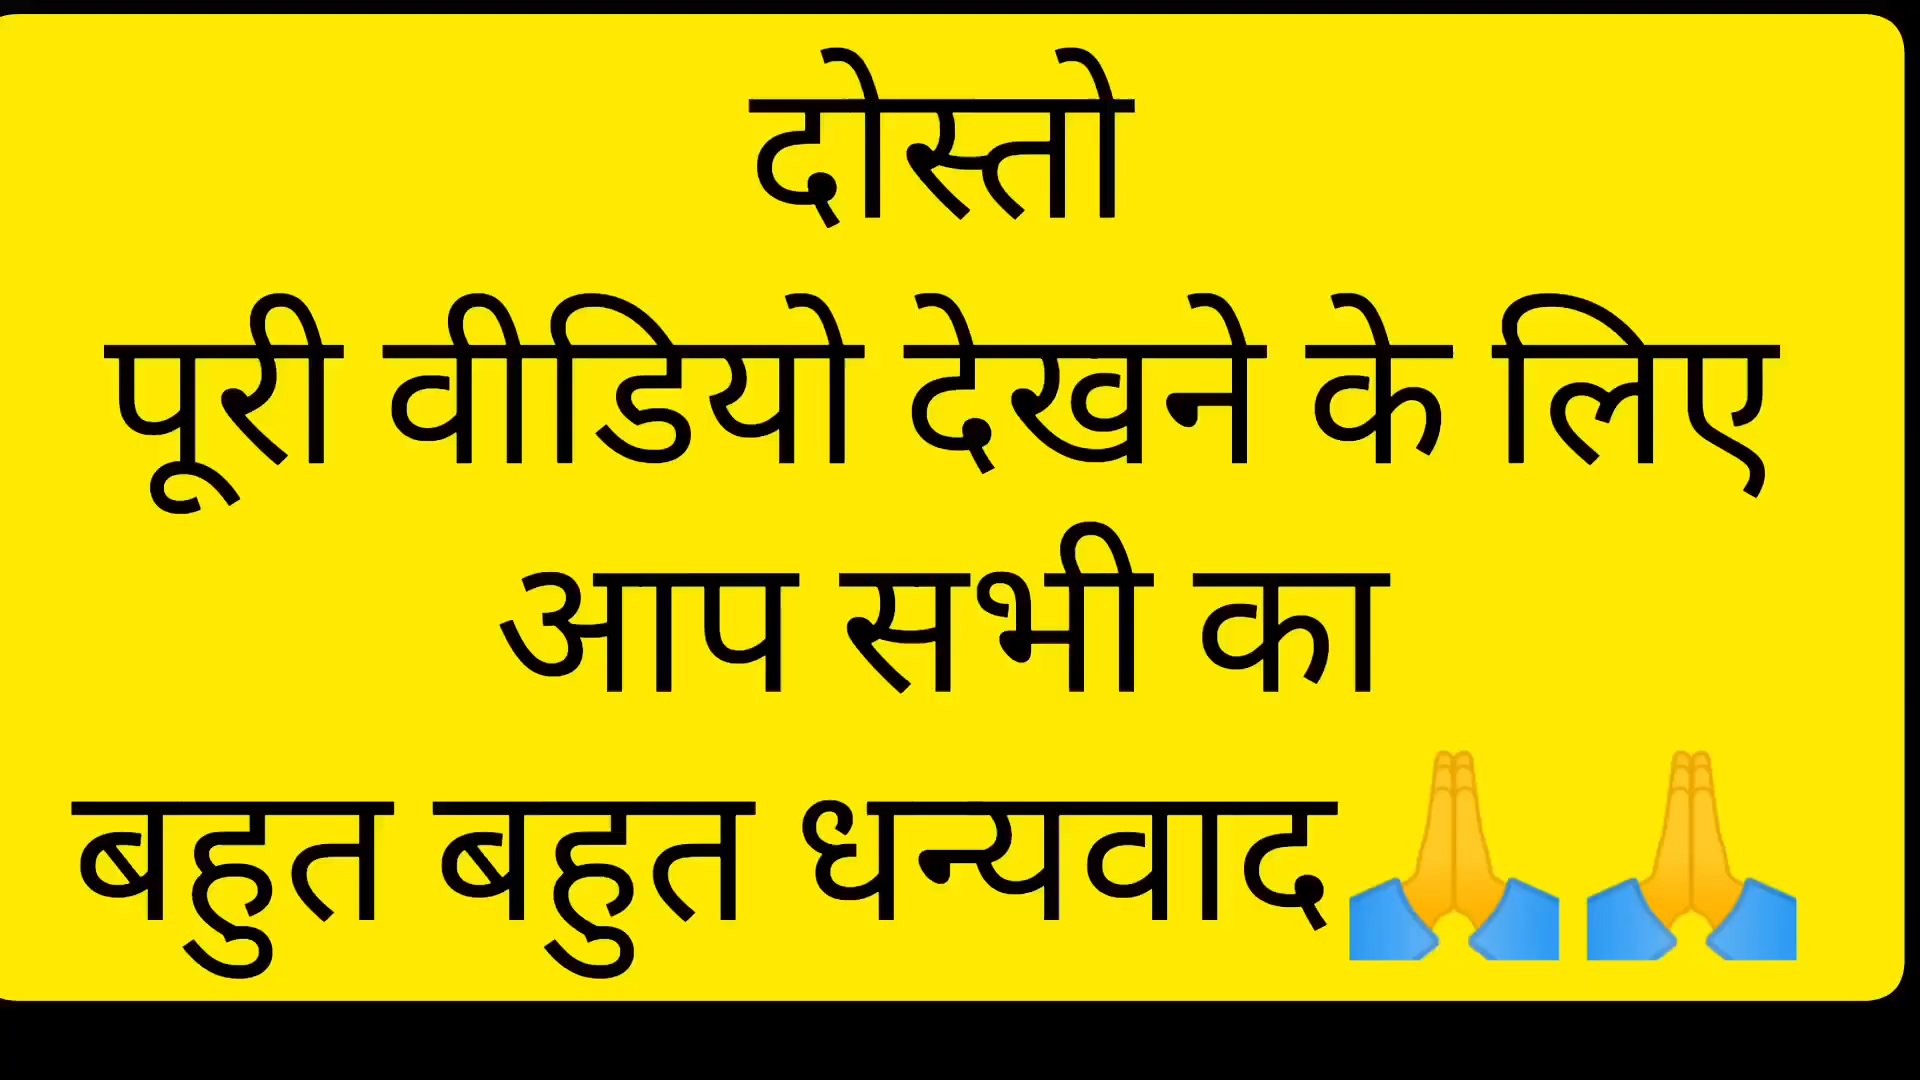 दोस्तो
पूरी वीडियो देखने के लिए
आप सभी का
बहुत बहुत धन्यवाद🙏 🙏